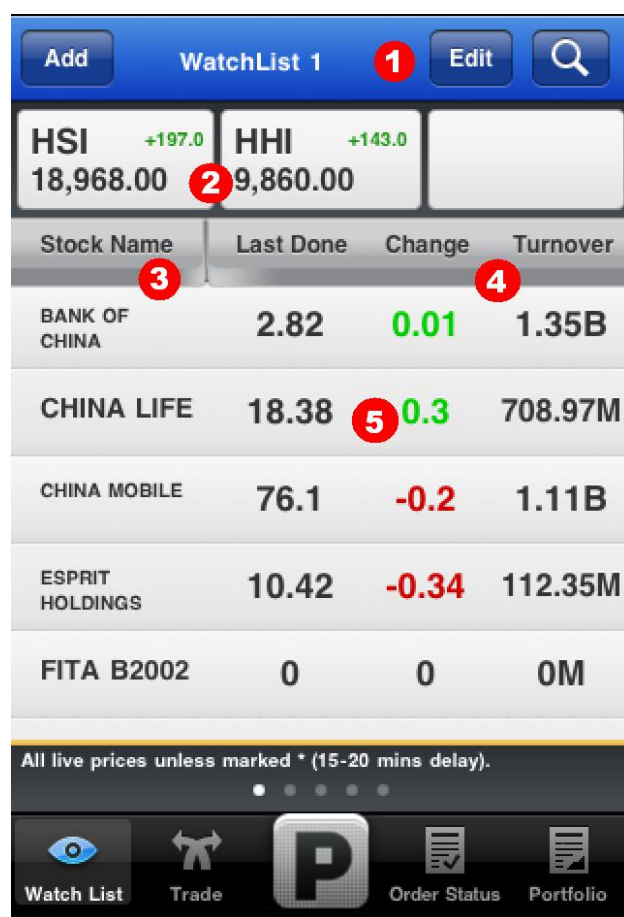 Add WatchList 1 1 Edit
HSI +197.0 HHI +143.0
18,968.00 2 9,860.00
Stock Name Last Done Change Turnover
3 4
BANK OF
CHINA 2.82 0.01 1.35B
CHINA LIFE 18.38 5 0.3 708.97M
CHINA MOBILE 76.1 -0.2 1.11B
ESPRIT
HOLDINGS 10.42 -0.34 112.35M
FITA B2002 0 0 0M
All live prices unless marked * (15-20 mins delay).
P
Watch List Trade Order Status Portfolio